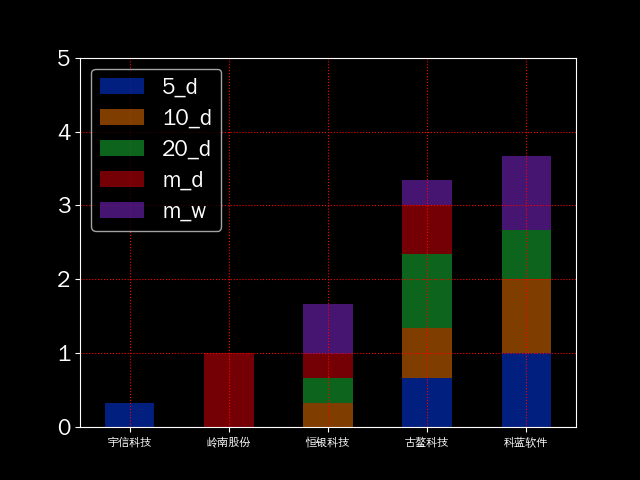 5
4
3
2
1
0
5_d
10_d
20_d
m_d
m_w
宇信科技
岭南股份
恒银科技
古鳌科技
科蓝软件